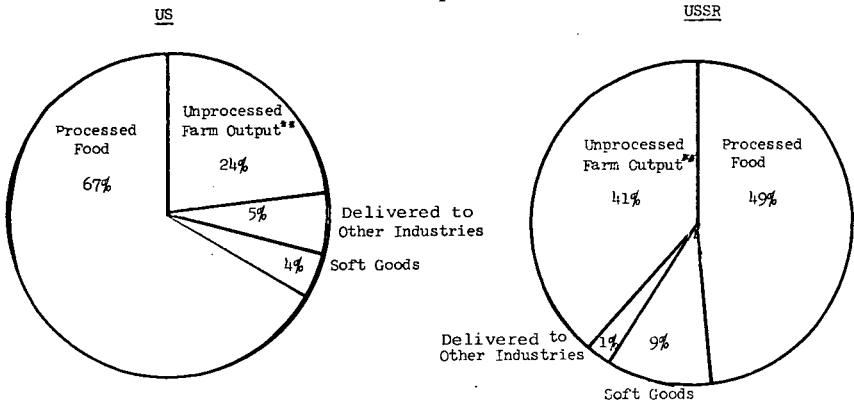 US
Processed
Food
67%
Unprocessed
Farm Output**
24%
5%
Delivered to
Other Industries
4%
Soft Goods
USSR
Unprocessed
Farm Cutput**
41%
Processed
Food
49%
Delivered to
Other Industries
1%
9%
Soft Goods